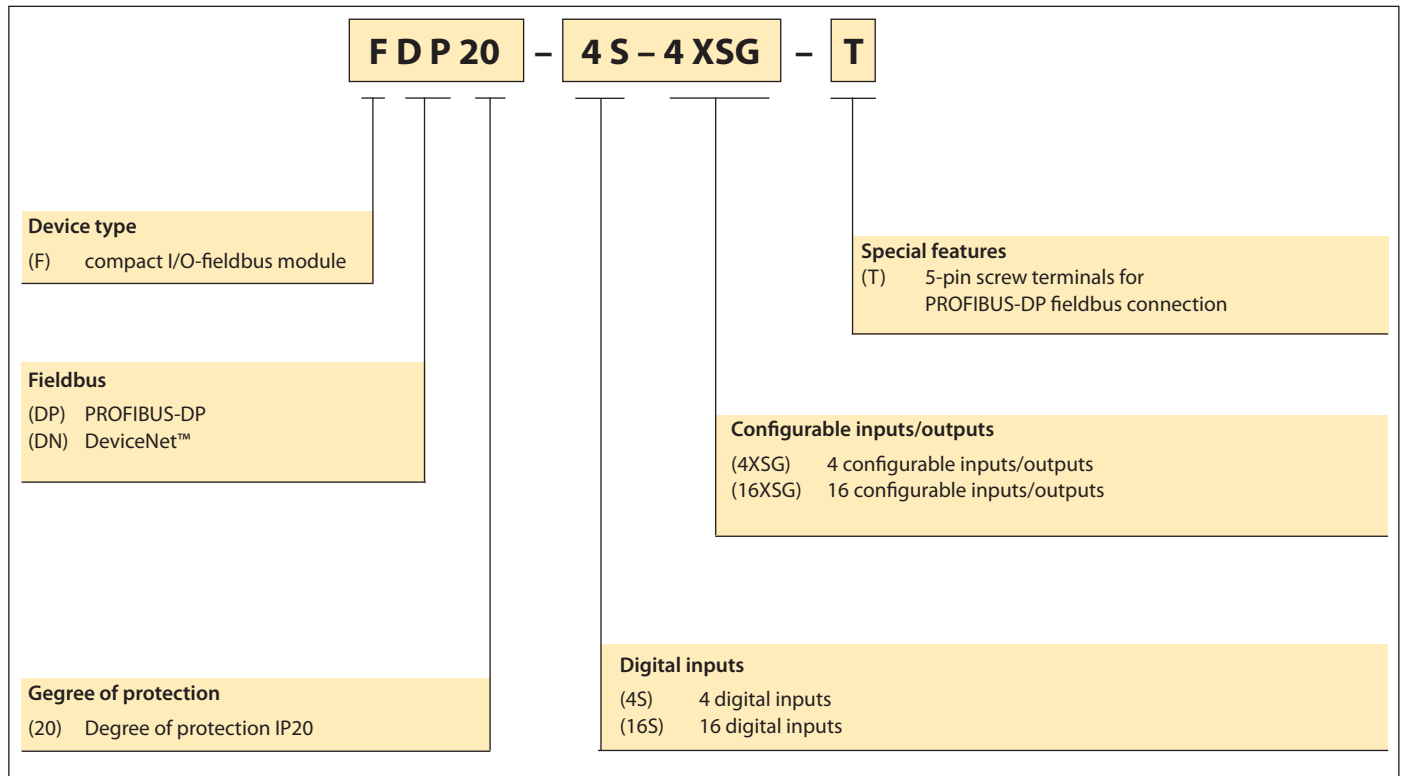 F D P 20 – 4 S – 4 XSG – T
Device type
(F) compact I/O-fieldbus module
Special features
(T) 5-pin screw terminals for
PROFIBUS-DP fieldbus connection
Fieldbus
(DP) PROFIBUS-DP
(DN) DeviceNet™
Configurable inputs/outputs
(4XSG) 4 configurable inputs/outputs
(16XSG) 16 configurable inputs/outputs
Gegree of protection
(20) Degree of protection IP20
Digital inputs
(4S) 4 digital inputs
(16S) 16 digital inputs